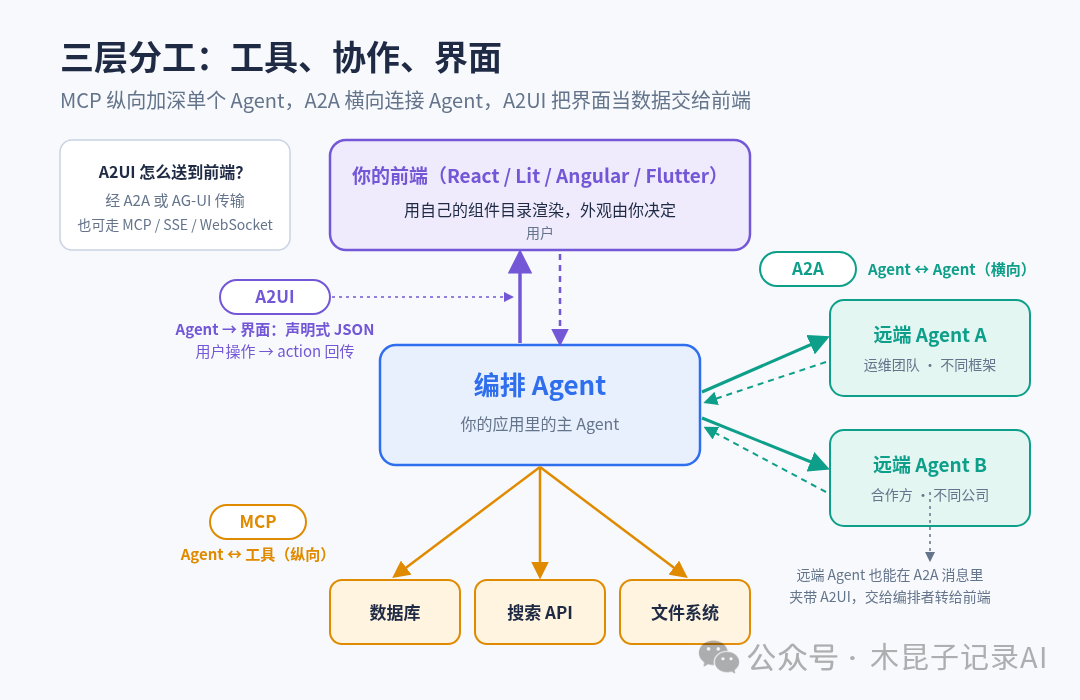 三层分工：工具、协作、界面
MCP 纵向加深单个 Agent，A2A 横向连接 Agent，A2UI 把界面当数据交给前端
A2UI 怎么送到前端？
经 A2A 或 AG-UI 传输
也可走 MCP / SSE / WebSocket
你的前端（React / Lit / Angular / Flutter）
用自己的组件目录渲染，外观由你决定
用户
A2A
Agent ↔ Agent（横向）
A2UI
Agent → 界面：声明式 JSON
用户操作 → action 回传
编排 Agent
你的应用里的主 Agent
远端 Agent A
运维团队 · 不同框架
远端 Agent B
合作方 · 不同公司
远端 Agent 也能在 A2A 消息里
夹带 A2UI，交给编排者转给前端
MCP
Agent ↔ 工具（纵向）
数据库
搜索 API
文件系统
公众号 · 木昆子记录AI